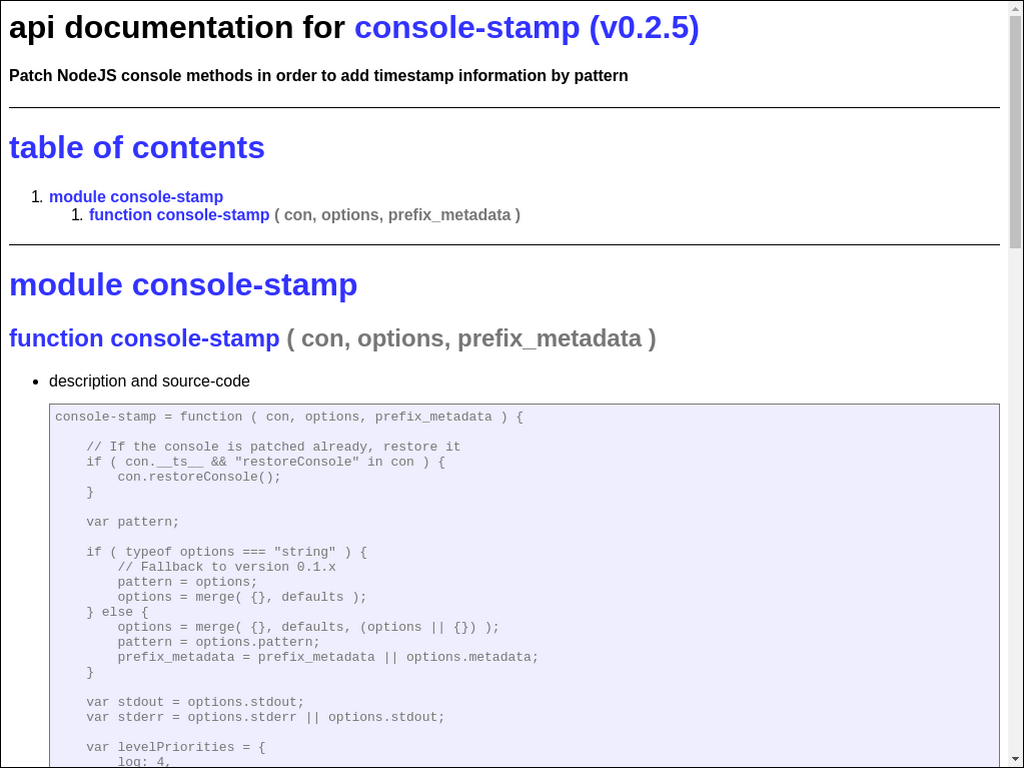 api documentation for console-stamp (v0.2.5)
Patch NodeJS console methods in order to add timestamp information by pattern
table of contents
1. module console-stamp
1. function console-stamp ( con, options, prefix_metadata )
module console-stamp
function console-stamp ( con, options, prefix_metadata )
• description and source-code
console-stamp = function ( con, options, prefix_metadata ) {
    // If the console is patched already, restore it
    if ( con.__ts__ && "restoreConsole" in con ) {
        con.restoreConsole();
    }
    var pattern;
    if ( typeof options === "string" ) {
        // Fallback to version 0.1.x
        pattern = options;
        options = merge( {}, defaults );
    } else {
        options = merge( {}, defaults, (options || {}) );
        pattern = options.pattern;
        prefix_metadata = prefix_metadata || options.metadata;
    }
    var stdout = options.stdout;
    var stderr = options.stderr || options.stdout;
    var levelPriorities = {
        log: 4,